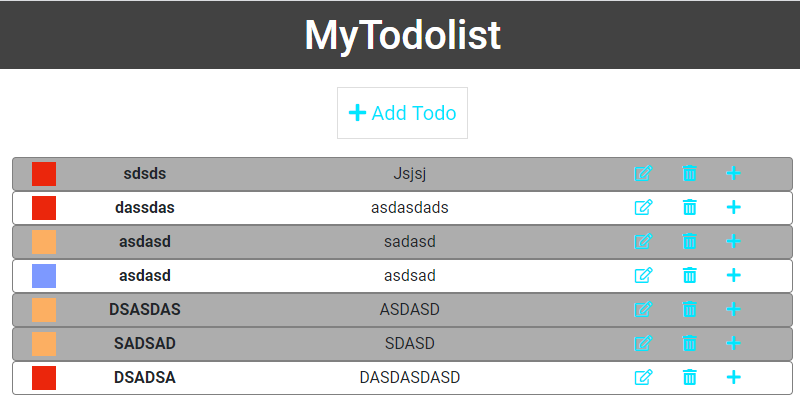 MyTodolist
Add Todo
sdsds Jsjsj
dassdas asdasdads
asdasd sadasd
asdasd asdsad
DSASDAS ASDASD
SADSAD SDASD
DSADSA DASDASDASD